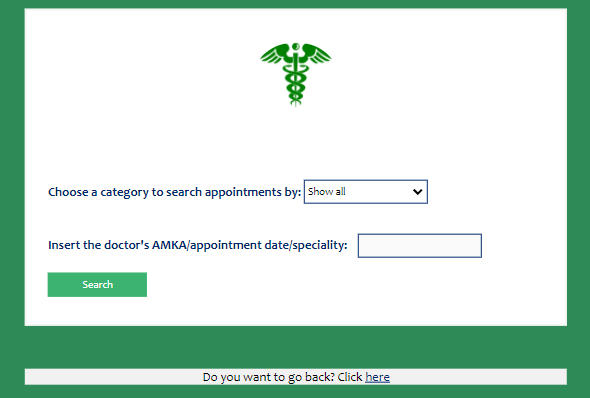 Choose a category to search appointments by: Show all
Insert the doctor's AMKA/appointment date/speciality:
Search
Do you want to go back? Click here